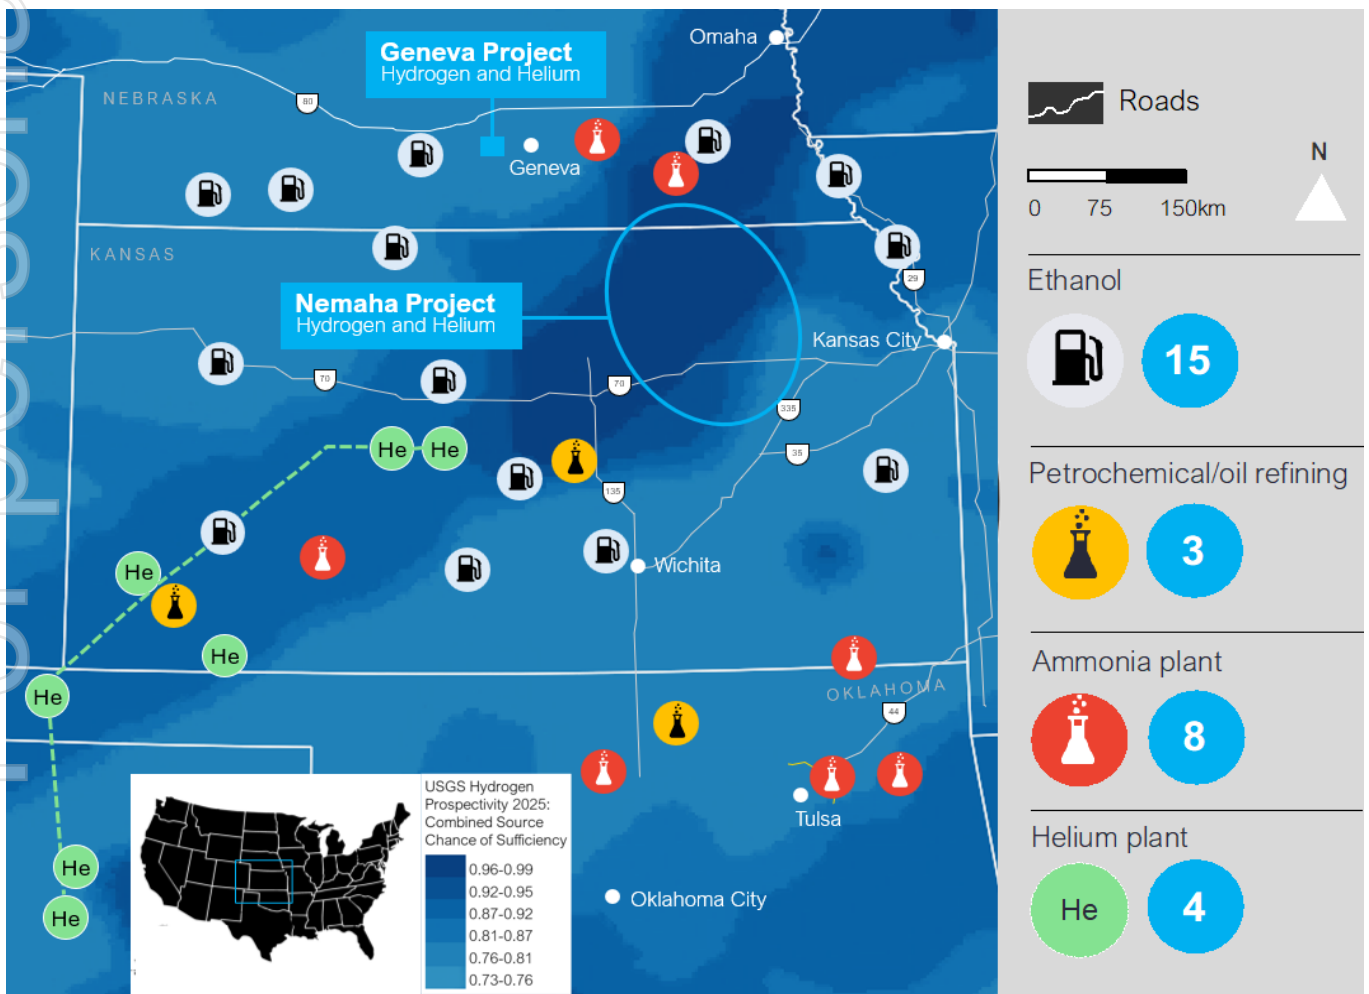 Geneva Project
Hydrogen and Helium
Omaha
NEBRASKA
80
Geneva
KANSAS
Nemaha Project
Hydrogen and Helium
29
Kansas City
70
70
335
35
He
He
135
Wichita
He
He
He
OKLAHOMA
44
Tulsa
He
He
Oklahoma City
USGS Hydrogen
Prospectivity 2025:
Combined Source
Chance of Sufficiency
0.96-0.99
0.92-0.95
0.87-0.92
0.81-0.87
0.76-0.81
0.73-0.76
Roads
N
0 75 150km
Ethanol
15
Petrochemical/oil refining
3
Ammonia plant
8
Helium plant
He
4